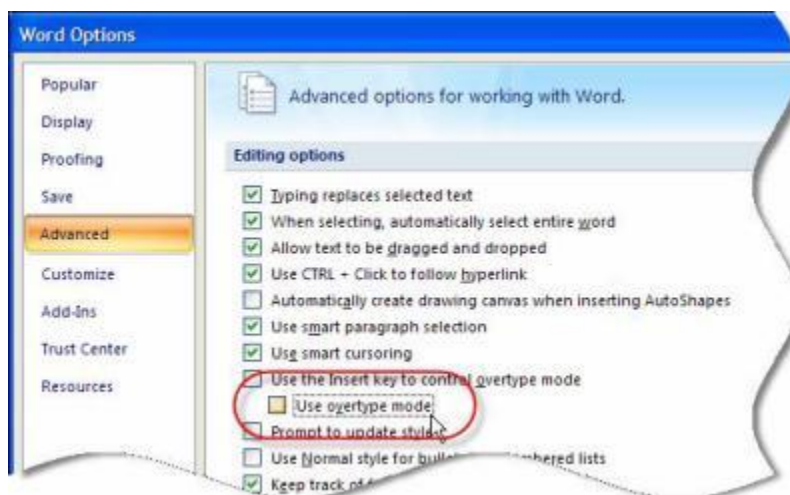 Word Options
Popular
Display
Proofing
Save
Advanced
Customize
Add-Ins
Trust Center
Resources
Advanced options for working with Word.
Editing options
Typing replaces selected text
When selecting, automatically select entire word
Allow text to be dragged and dropped
Use CTRL + Click to follow hyperlink
Automatically create drawing canvas when inserting AutoShapes
Use smart paragraph selection
Use smart cursoring
Use the Insert key to control overtype mode
Use overtype mode
Prompt to update style
Use Normal style for lists
Keep track of